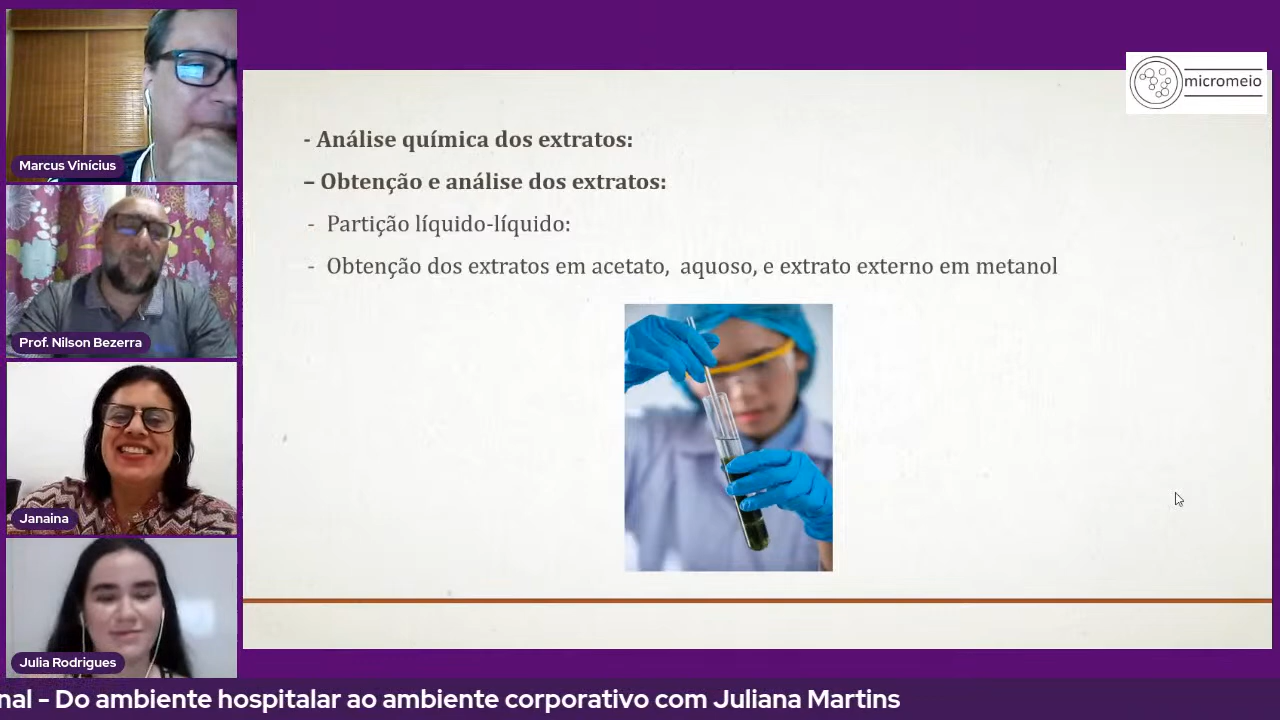 Marcus Vinícius
Prof. Nilson Bezerra
Janaina
Julia Rodrigues
micromeio
- Análise química dos extratos:
– Obtenção e análise dos extratos:
- Partição líquido-líquido:
- Obtenção dos extratos em acetato, aquoso, e extrato externo em metanol
nal - Do ambiente hospitalar ao ambiente corporativo com Juliana Martins